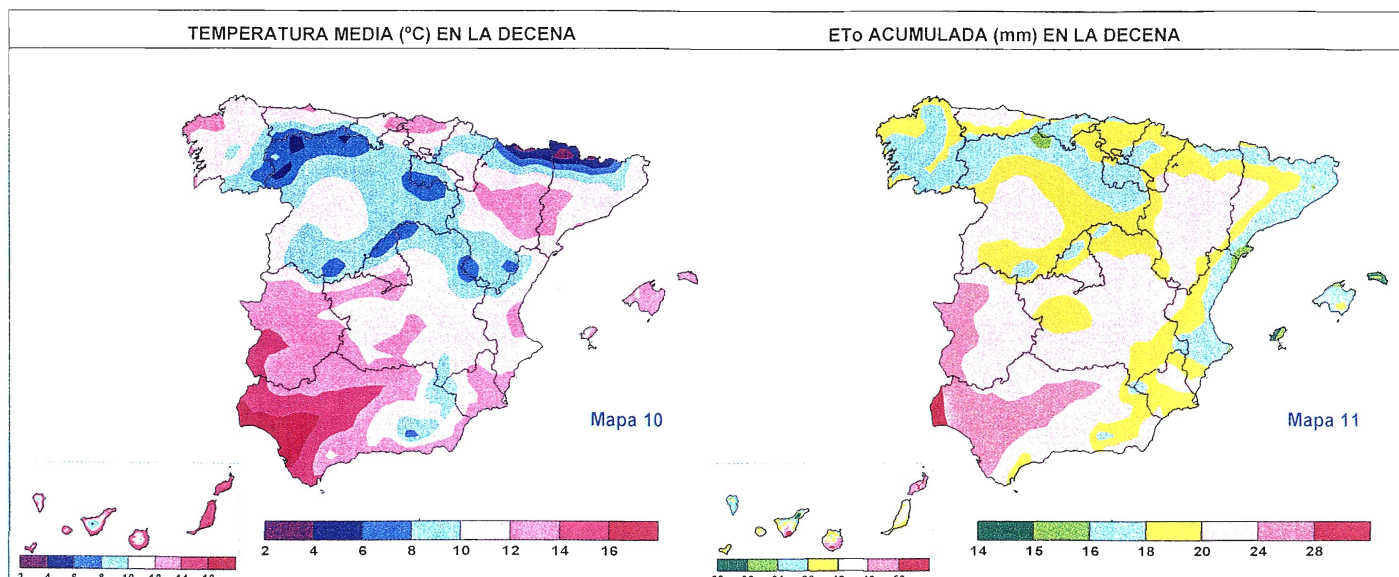 TEMPERATURA MEDIA (ºC) EN LA DECENA
ETo ACUMULADA (mm) EN LA DECENA
Mapa 10
Mapa 11
2 4 6 8 10 12 14 16
14 15 16 18 20 24 28